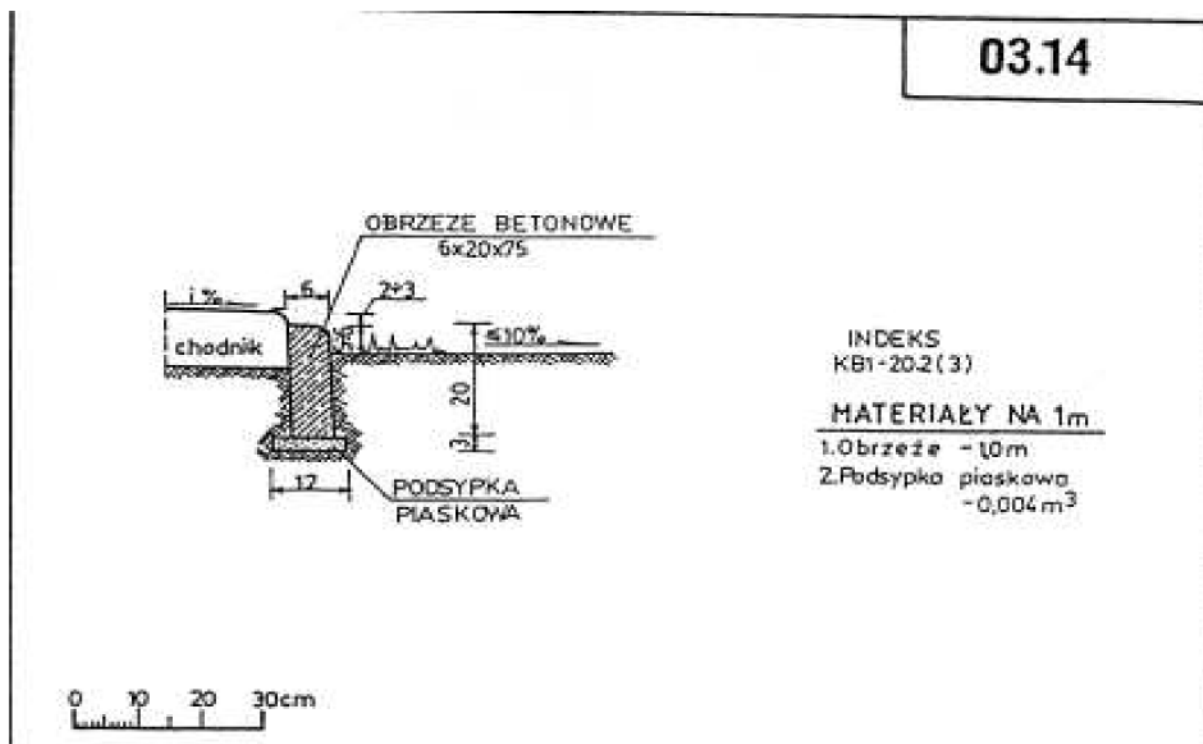 03.14
OBRZEZE BETONOWE
6x20x75
i%
6
2÷3
chodnik
≤10%
20
3
12
PODSYPKA
PIASKOWA
INDEKS
KB1-20.2(3)
MATERIAŁY NA 1m
1.Obrzeże -1,0m
2.Podsypka piaskowa
-0,004m³
0 10 20 30cm